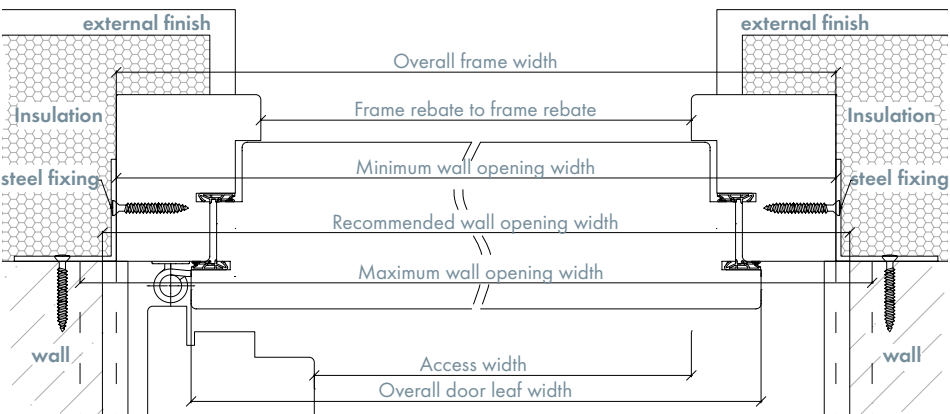 external finish
external finish
Overall frame width
Insulation
Frame rebate to frame rebate
Insulation
Minimum wall opening width
steel fixing
steel fixing
Recommended wall opening width
Maximum wall opening width
wall
wall
Access width
Overall door leaf width